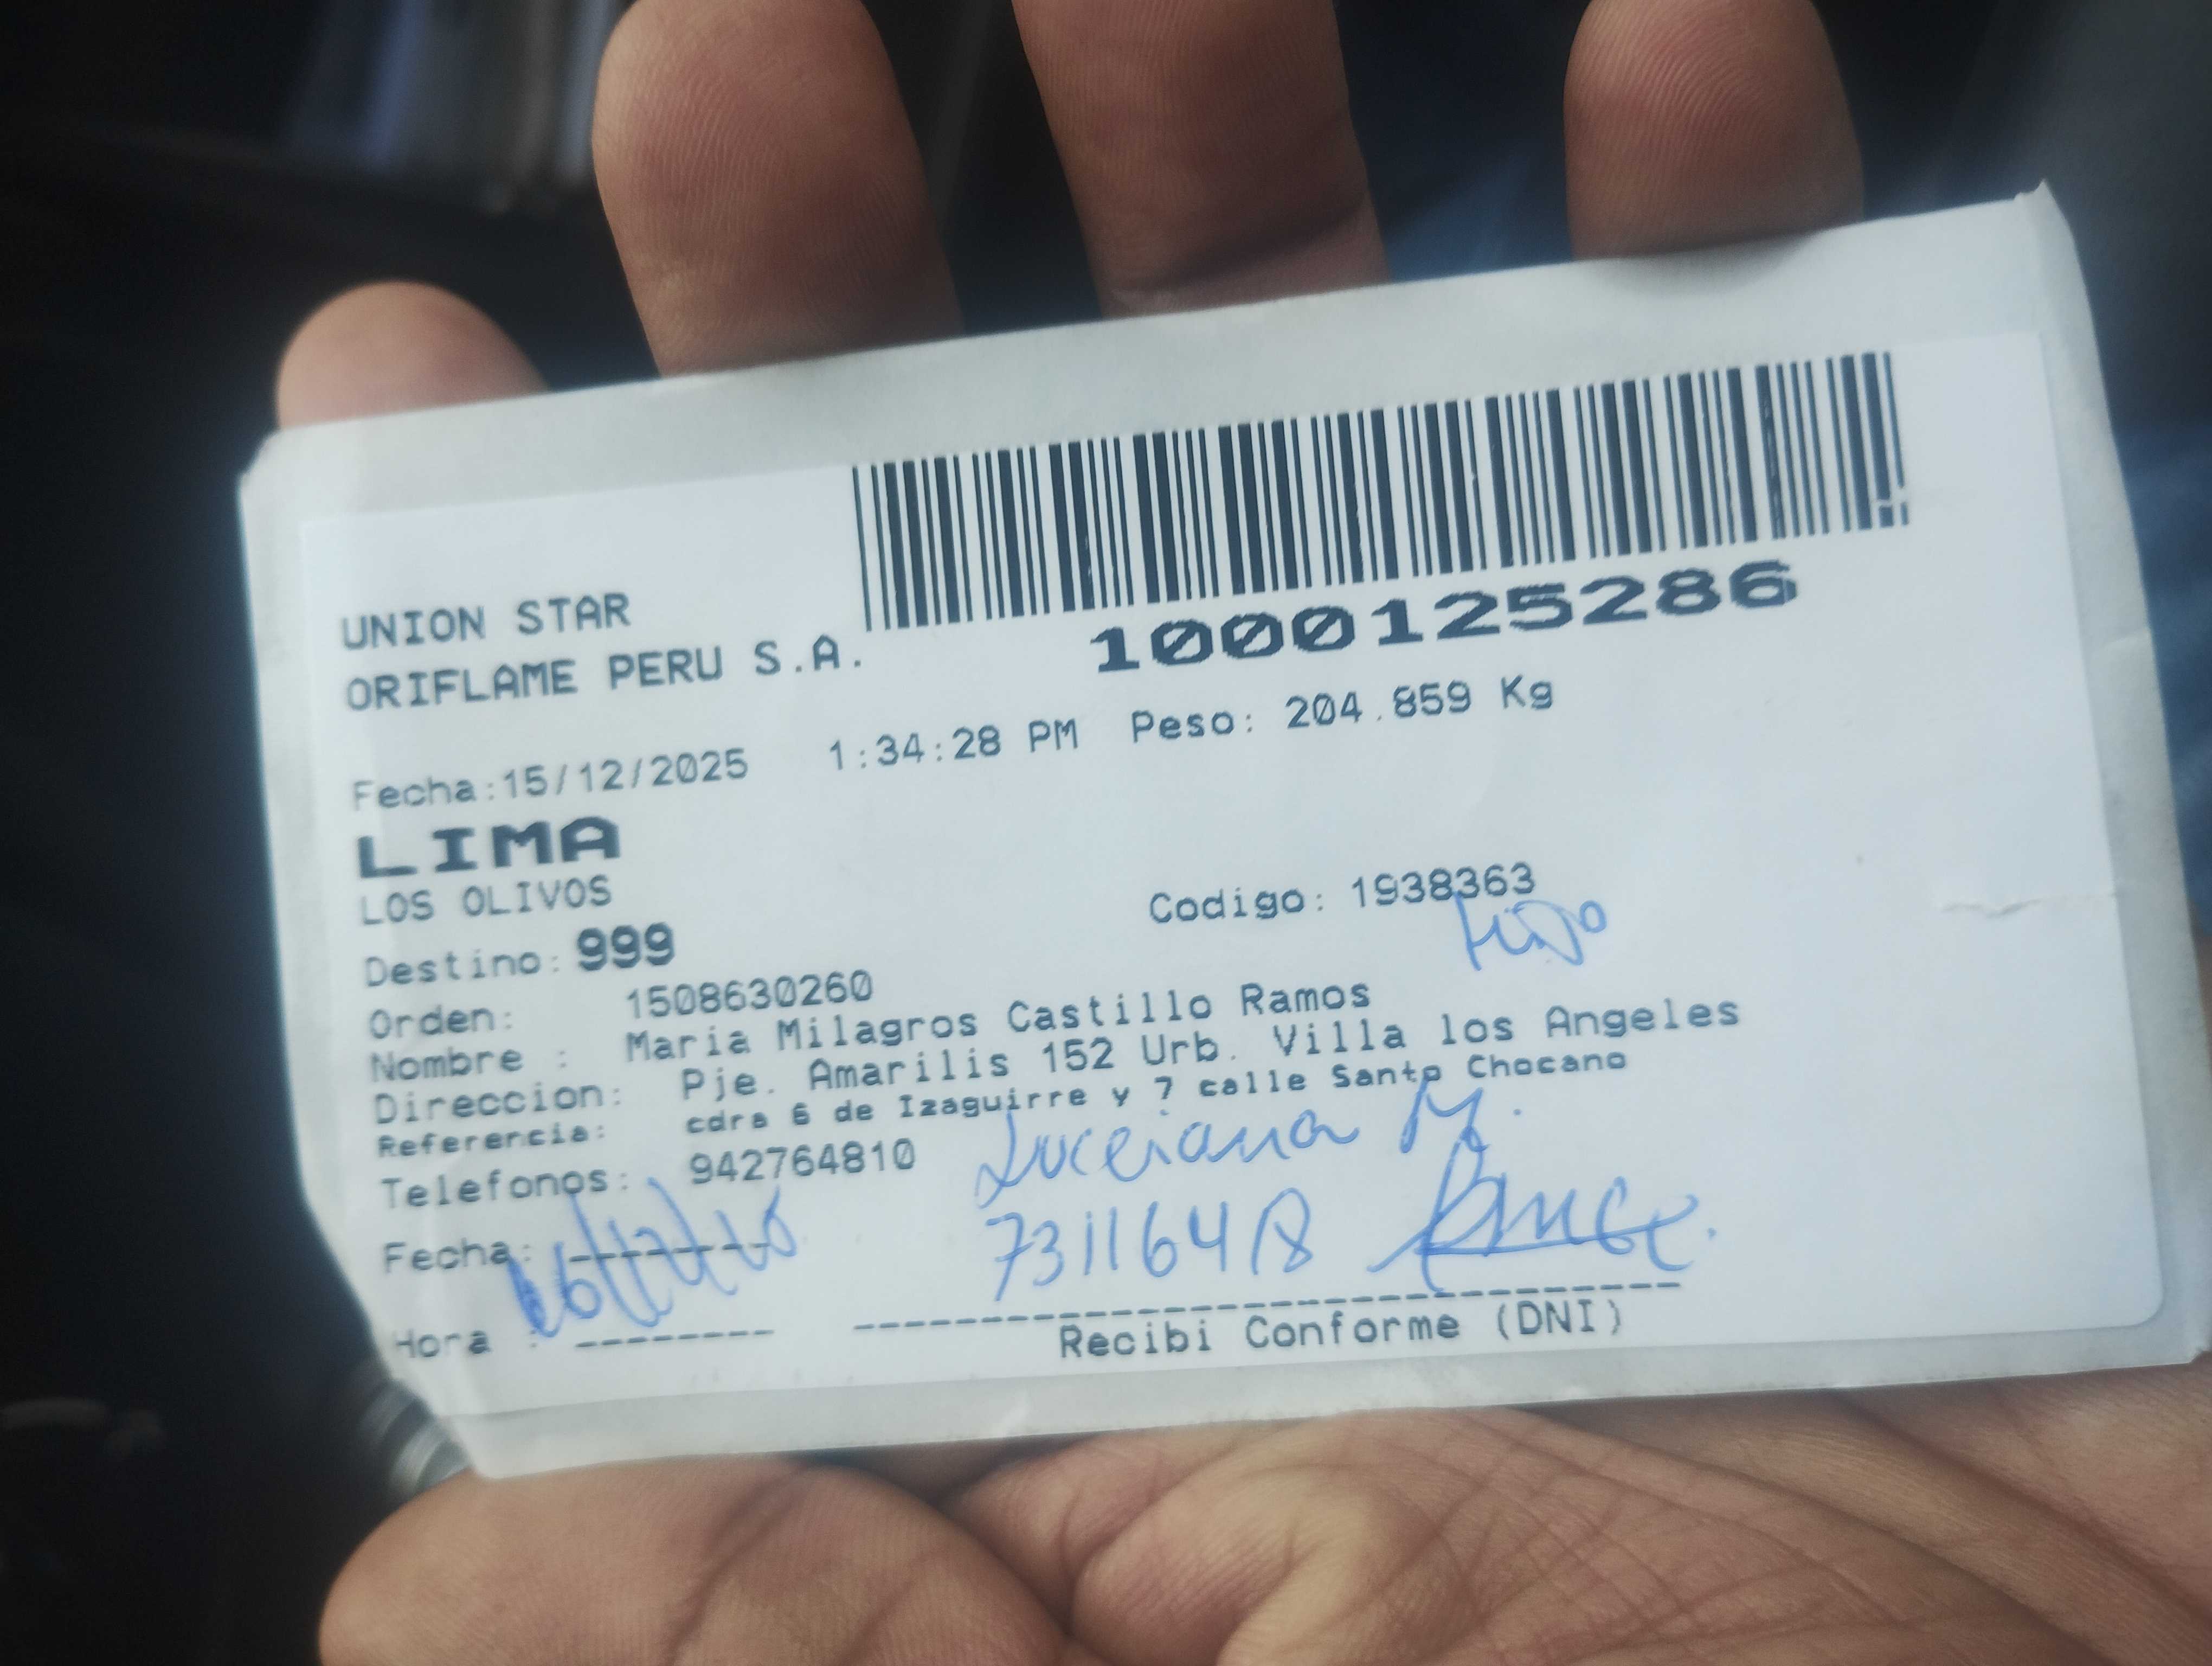 UNION STAR
ORIFLAME PERU S.A.
1000125286
Fecha:15/12/2025 1:34:28 PM Peso: 204.859 Kg
LIMA
LOS OLIVOS
Codigo: 1938363
Destino: 999
Orden: 1508630260
Nombre : Maria Milagros Castillo Ramos
Direccion: Pje. Amarilis 152 Urb. Villa los Angeles
Referencia: cdra 6 de Izaguirre y 7 calle Santo Chocano
Telefonos: 942764810
Luceiana M.
73116418
Fecha:
Hora :
Recibi Conforme (DNI)